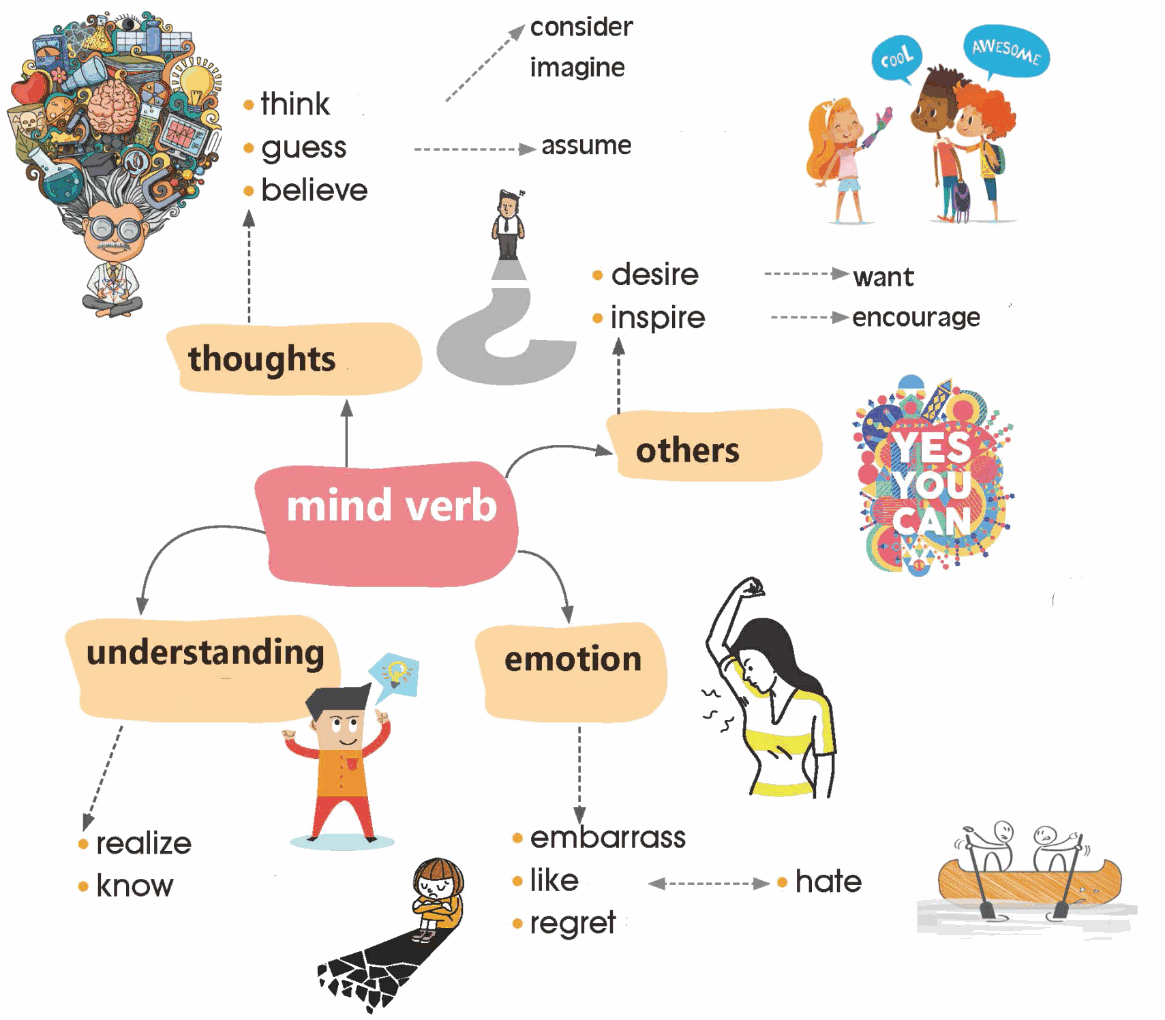 consider
imagine
• think
• guess
assume
• believe
COOL
AWESOME
• desire
want
• inspire
encourage
thoughts
others
YES
YOU
CAN
mind verb
understanding
emotion
• realize
• know
• embarrass
• like
• hate
• regret